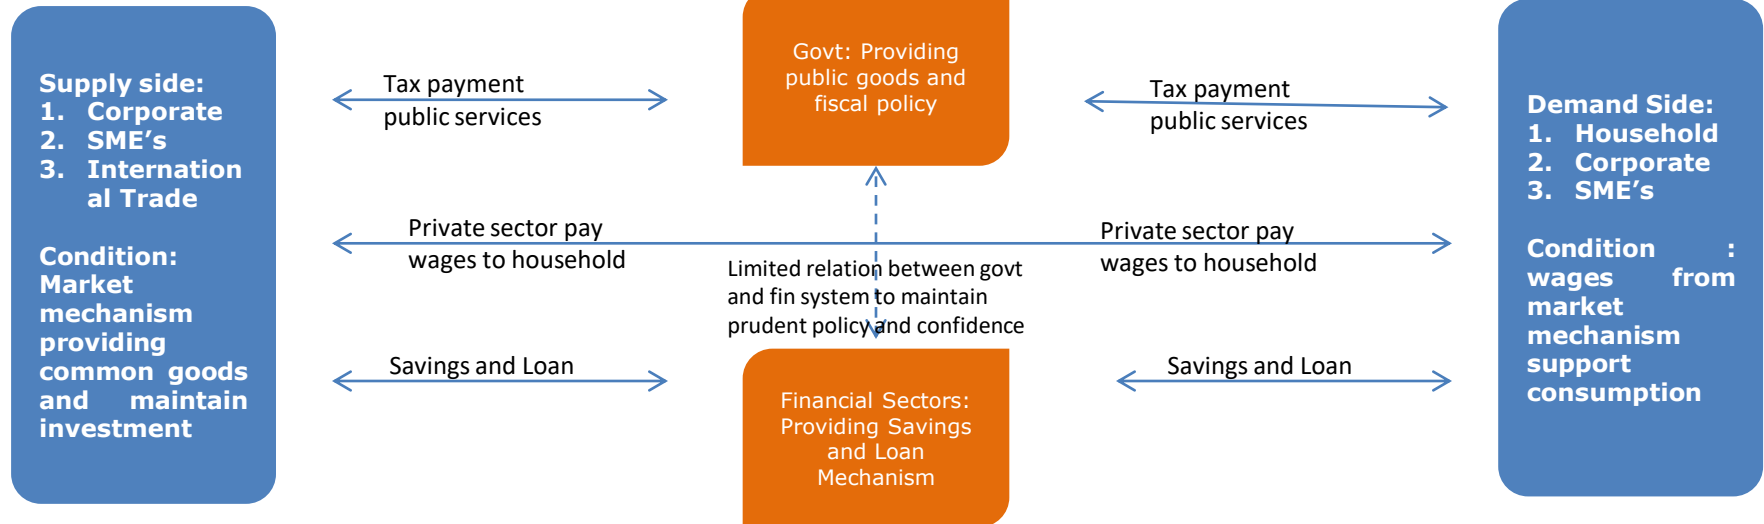 Supply side:
1. Corporate
2. SME's
3. Internation
al Trade
Condition:
Market
mechanism
providing
common goods
and maintain
investment
Tax payment
public services
Private sector pay
wages to household
Savings and Loan
Govt: Providing
public goods and
fiscal policy
Limited relation between govt
and fin system to maintain
prudent policy and confidence
Financial Sectors:
Providing Savings
and Loan
Mechanism
Tax payment
public services
Private sector pay
wages to household
Savings and Loan
Demand Side:
1. Household
2. Corporate
3. SME's
Condition :
wages from
market
mechanism
support
consumption